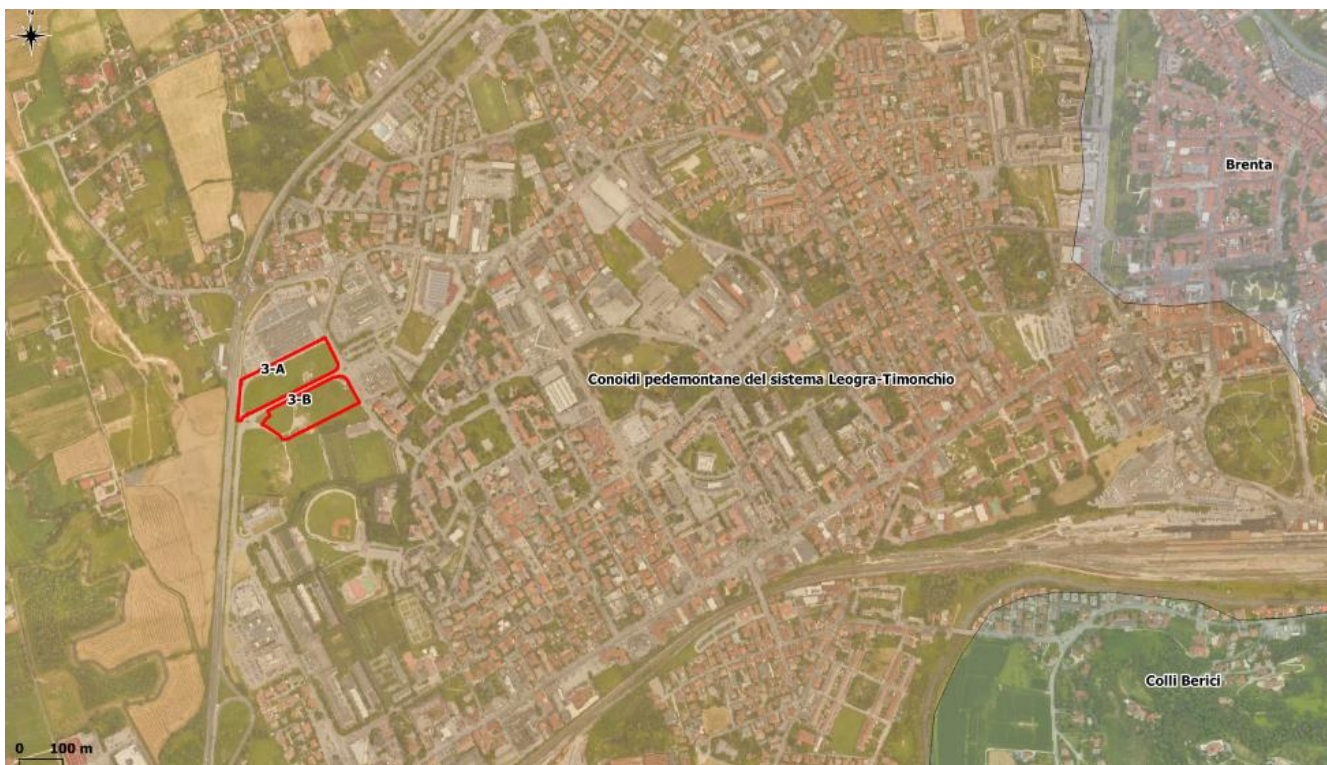 N
Brenta
3-A
Conoidi pedemontane del sistema Leogra-Timonchio
3-B
Colli Berici
0 100 m